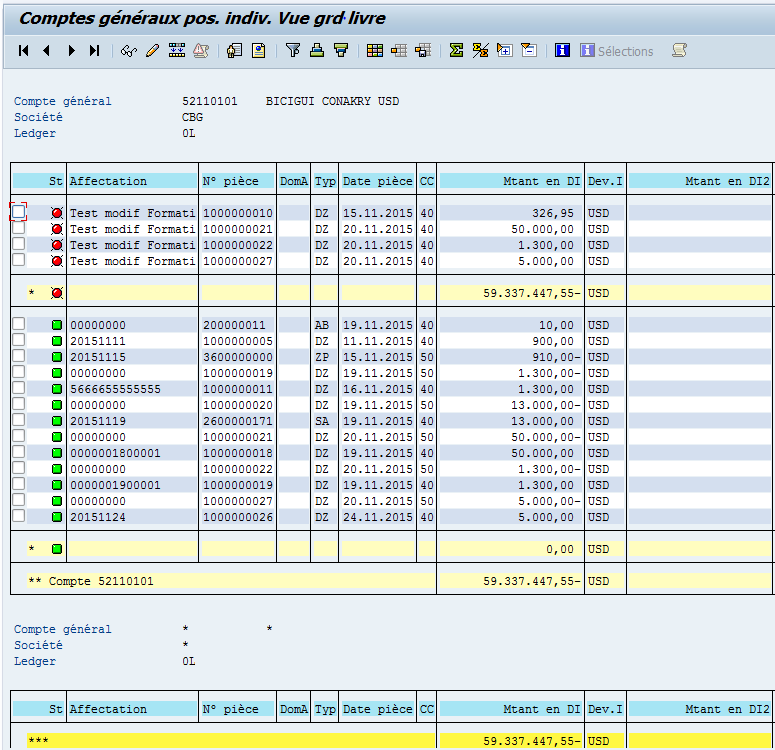 Comptes généraux pos. indiv. Vue grd livre
Sélections
Compte général 52110101 BICIGUI CONAKRY USD
Société CBG
Ledger 0L
St Affectation N° pièce DomA Typ Date pièce CC Mtant en DI Dev.I Mtant en DI2
Test modif Formati 1000000010 DZ 15.11.2015 40 326,95 USD
Test modif Formati 1000000021 DZ 20.11.2015 40 50.000,00 USD
Test modif Formati 1000000022 DZ 20.11.2015 40 1.300,00 USD
Test modif Formati 1000000027 DZ 20.11.2015 40 5.000,00 USD
* 59.337.447,55- USD
00000000 200000011 AB 19.11.2015 40 10,00 USD
20151111 1000000005 DZ 11.11.2015 40 900,00 USD
20151115 3600000000 ZP 15.11.2015 50 910,00- USD
00000000 1000000019 DZ 19.11.2015 50 1.300,00- USD
5666655555555 1000000011 DZ 16.11.2015 40 1.300,00 USD
00000000 1000000020 DZ 19.11.2015 50 13.000,00- USD
20151119 2600000171 SA 19.11.2015 40 13.000,00 USD
00000000 1000000021 DZ 20.11.2015 50 50.000,00- USD
0000001800001 1000000018 DZ 19.11.2015 40 50.000,00 USD
00000000 1000000022 DZ 20.11.2015 50 1.300,00- USD
0000001900001 1000000019 DZ 19.11.2015 40 1.300,00 USD
00000000 1000000027 DZ 20.11.2015 50 5.000,00- USD
20151124 1000000026 DZ 24.11.2015 40 5.000,00 USD
* 0,00 USD
** Compte 52110101 59.337.447,55- USD
Compte général * *
Société *
Ledger 0L
St Affectation N° pièce DomA Typ Date pièce CC Mtant en DI Dev.I Mtant en DI2
*** 59.337.447,55- USD